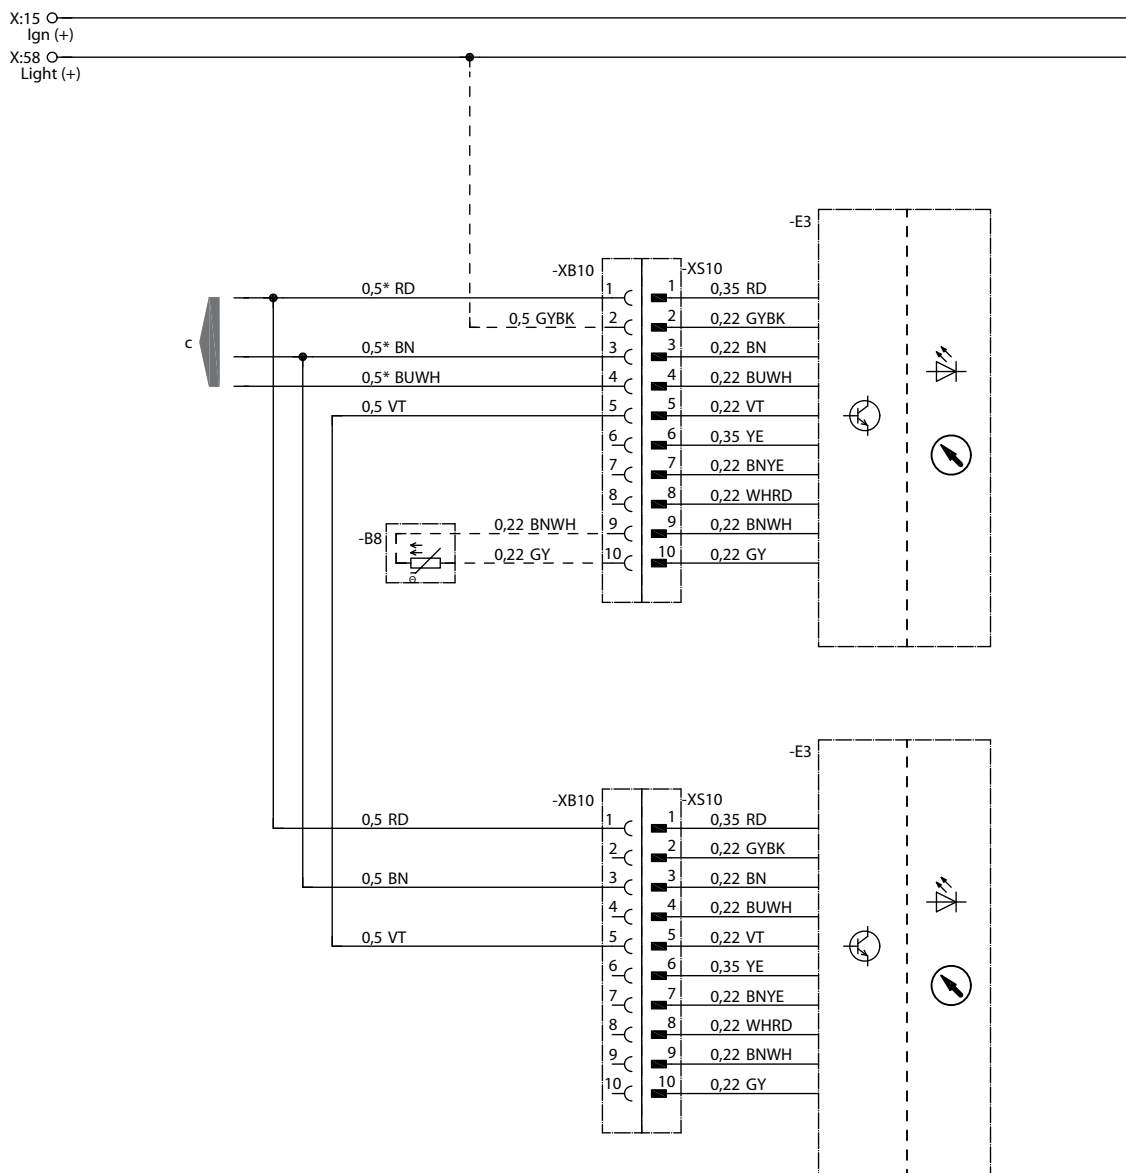 X:15
Ign (+)
X:58
Light (+)
-E3
-XB10 -XS10
0,5* RD 1 1 0,35 RD
0,5 GYBK 2 2 0,22 GYBK
c
0,5* BN 3 3 0,22 BN
0,5* BUWH 4 4 0,22 BUWH
0,5 VT 5 5 0,22 VT
6 6 0,35 YE
7 7 0,22 BNYE
8 8 0,22 WHRD
0,22 BNWH 9 9 0,22 BNWH
-B8
0,22 GY 10 10 0,22 GY
Θ
-E3
-XB10 -XS10
0,5 RD 1 1 0,35 RD
2 2 0,22 GYBK
0,5 BN 3 3 0,22 BN
4 4 0,22 BUWH
0,5 VT 5 5 0,22 VT
6 6 0,35 YE
7 7 0,22 BNYE
8 8 0,22 WHRD
9 9 0,22 BNWH
10 10 0,22 GY